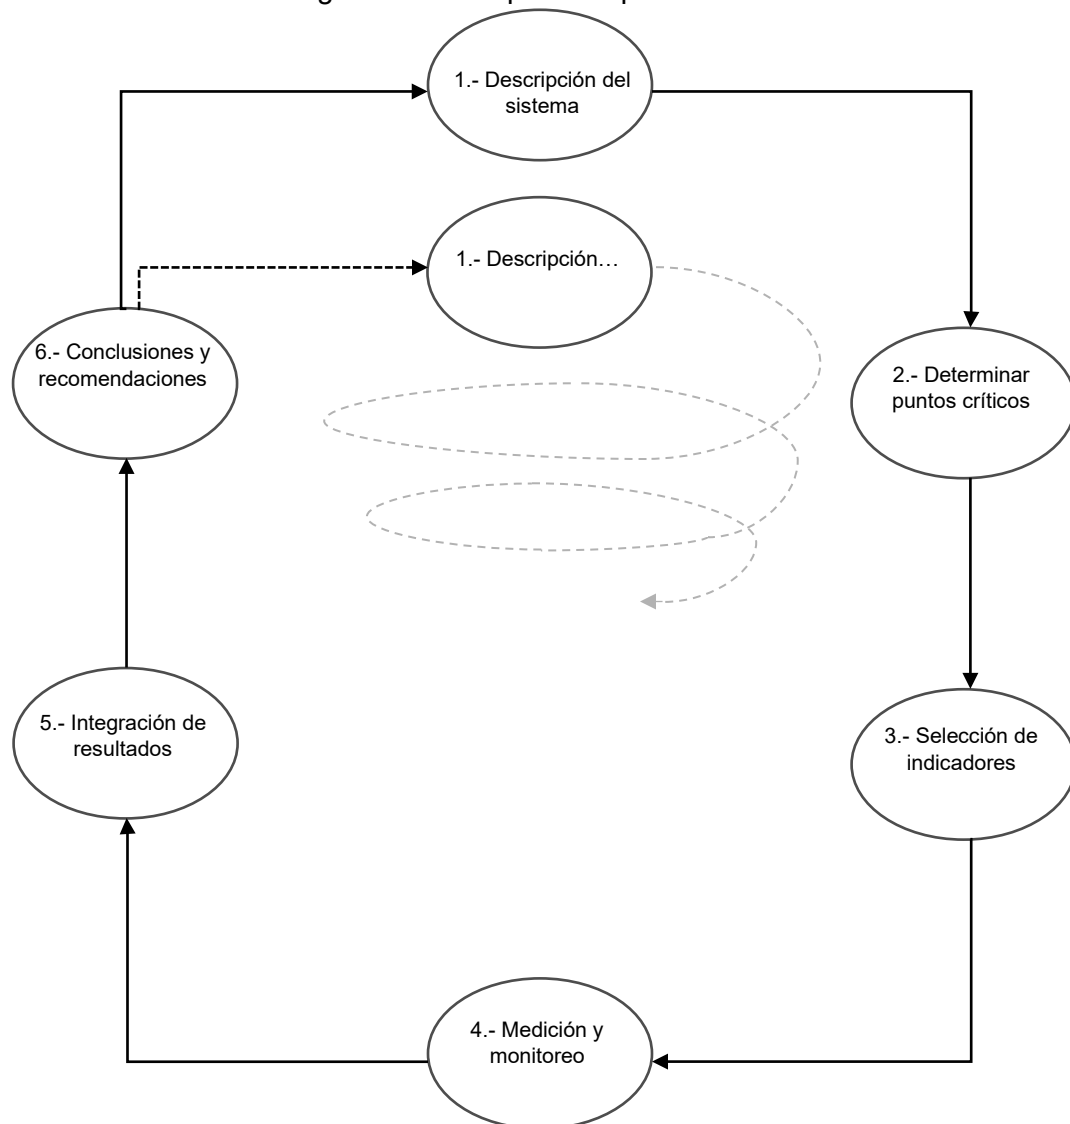 1.- Descripción del
sistema
1.- Descripción…
6.- Conclusiones y
recomendaciones
2.- Determinar
puntos críticos
5.- Integración de
resultados
3.- Selección de
indicadores
4.- Medición y
monitoreo